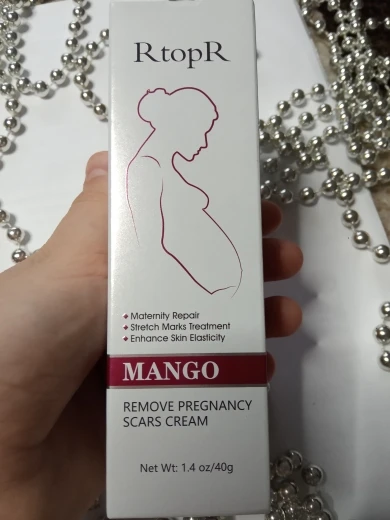 RtopR
Maternity Repair
Stretch Marks Treatment
Enhance Skin Elasticity
MANGO
REMOVE PREGNANCY
SCARS CREAM
Net Wt: 1.4 oz/40g